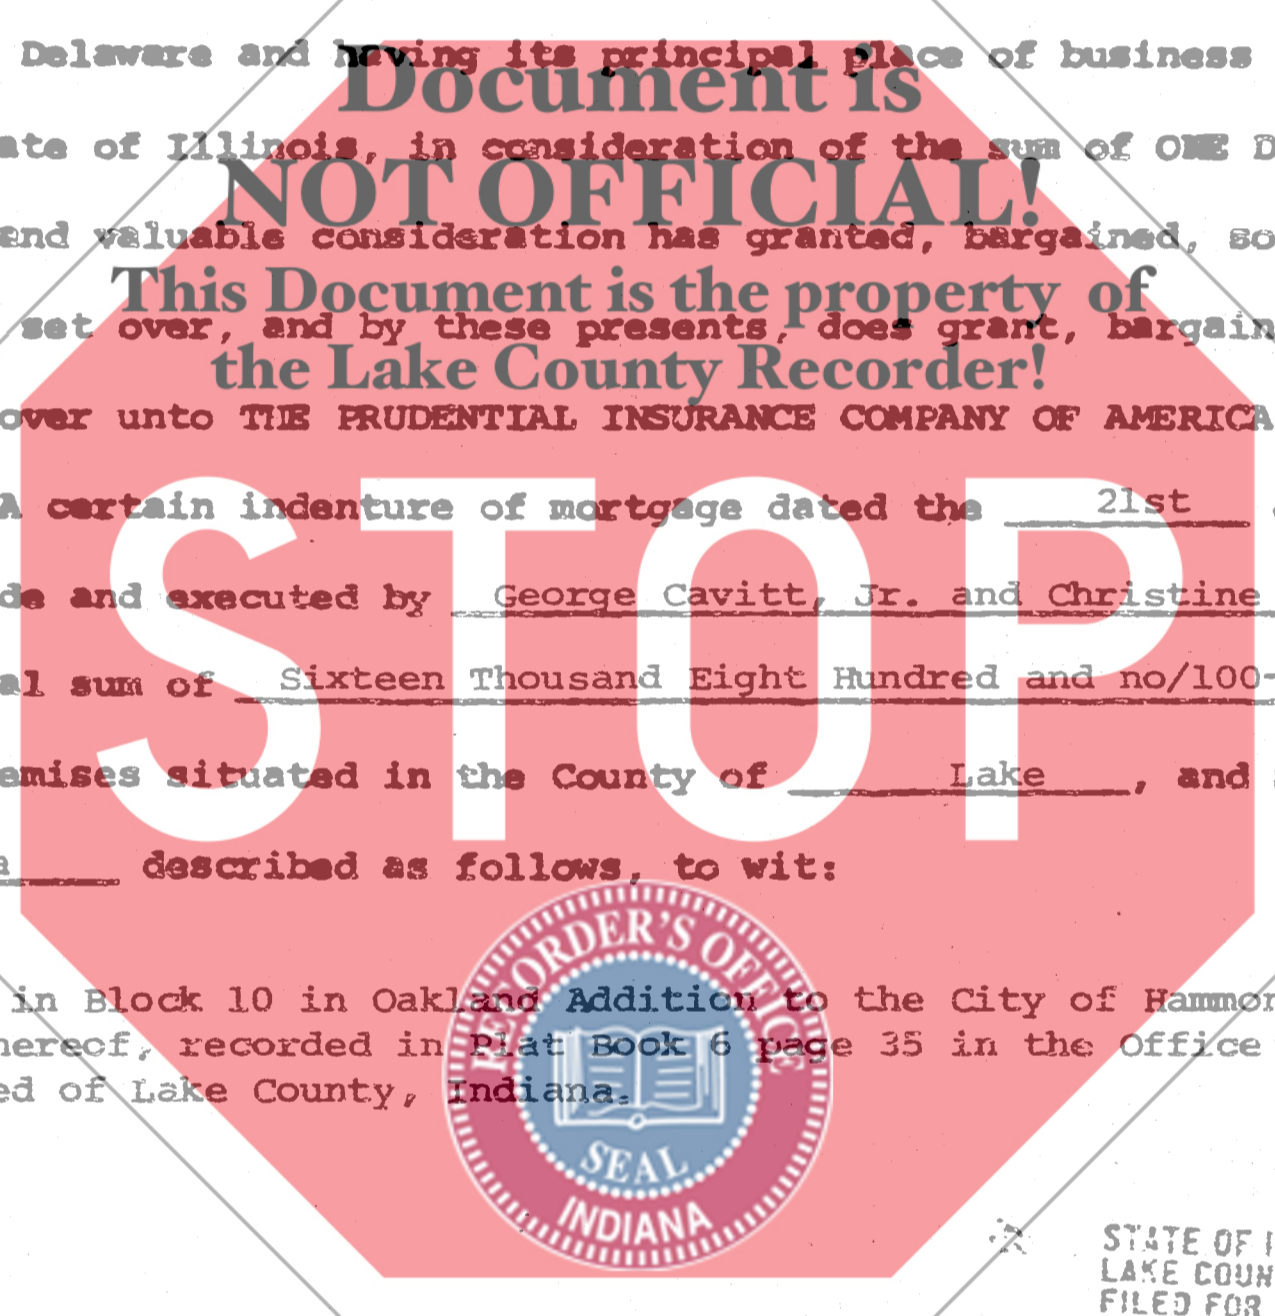 Delaware and having its principal place of business
Document is
ate of Illinois, in consideration of the sum of ONE D
NOT OFFICIAL!
and valuable consideration has granted, bargained, so
This Document is the property of
set over, and by these presents, does grant, bargain
the Lake County Recorder!
over unto THE PRUDENTIAL INSURANCE COMPANY OF AMERICA
STOP
A certain indenture of mortgage dated the 21st
de and executed by George Cavitt, Jr. and Christine
al sum of Sixteen Thousand Eight Hundred and no/100-
emises situated in the County of Lake, and
a described as follows, to wit:
RECORDER'S OFFICE
in Block 10 in Oakland Addition to the City of Hammon
hereof, recorded in Plat Book 6 page 35 in the Office
ed of Lake County, Indiana.
SEAL
INDIANA
STATE OF I
LAKE COUN
FILED FOR